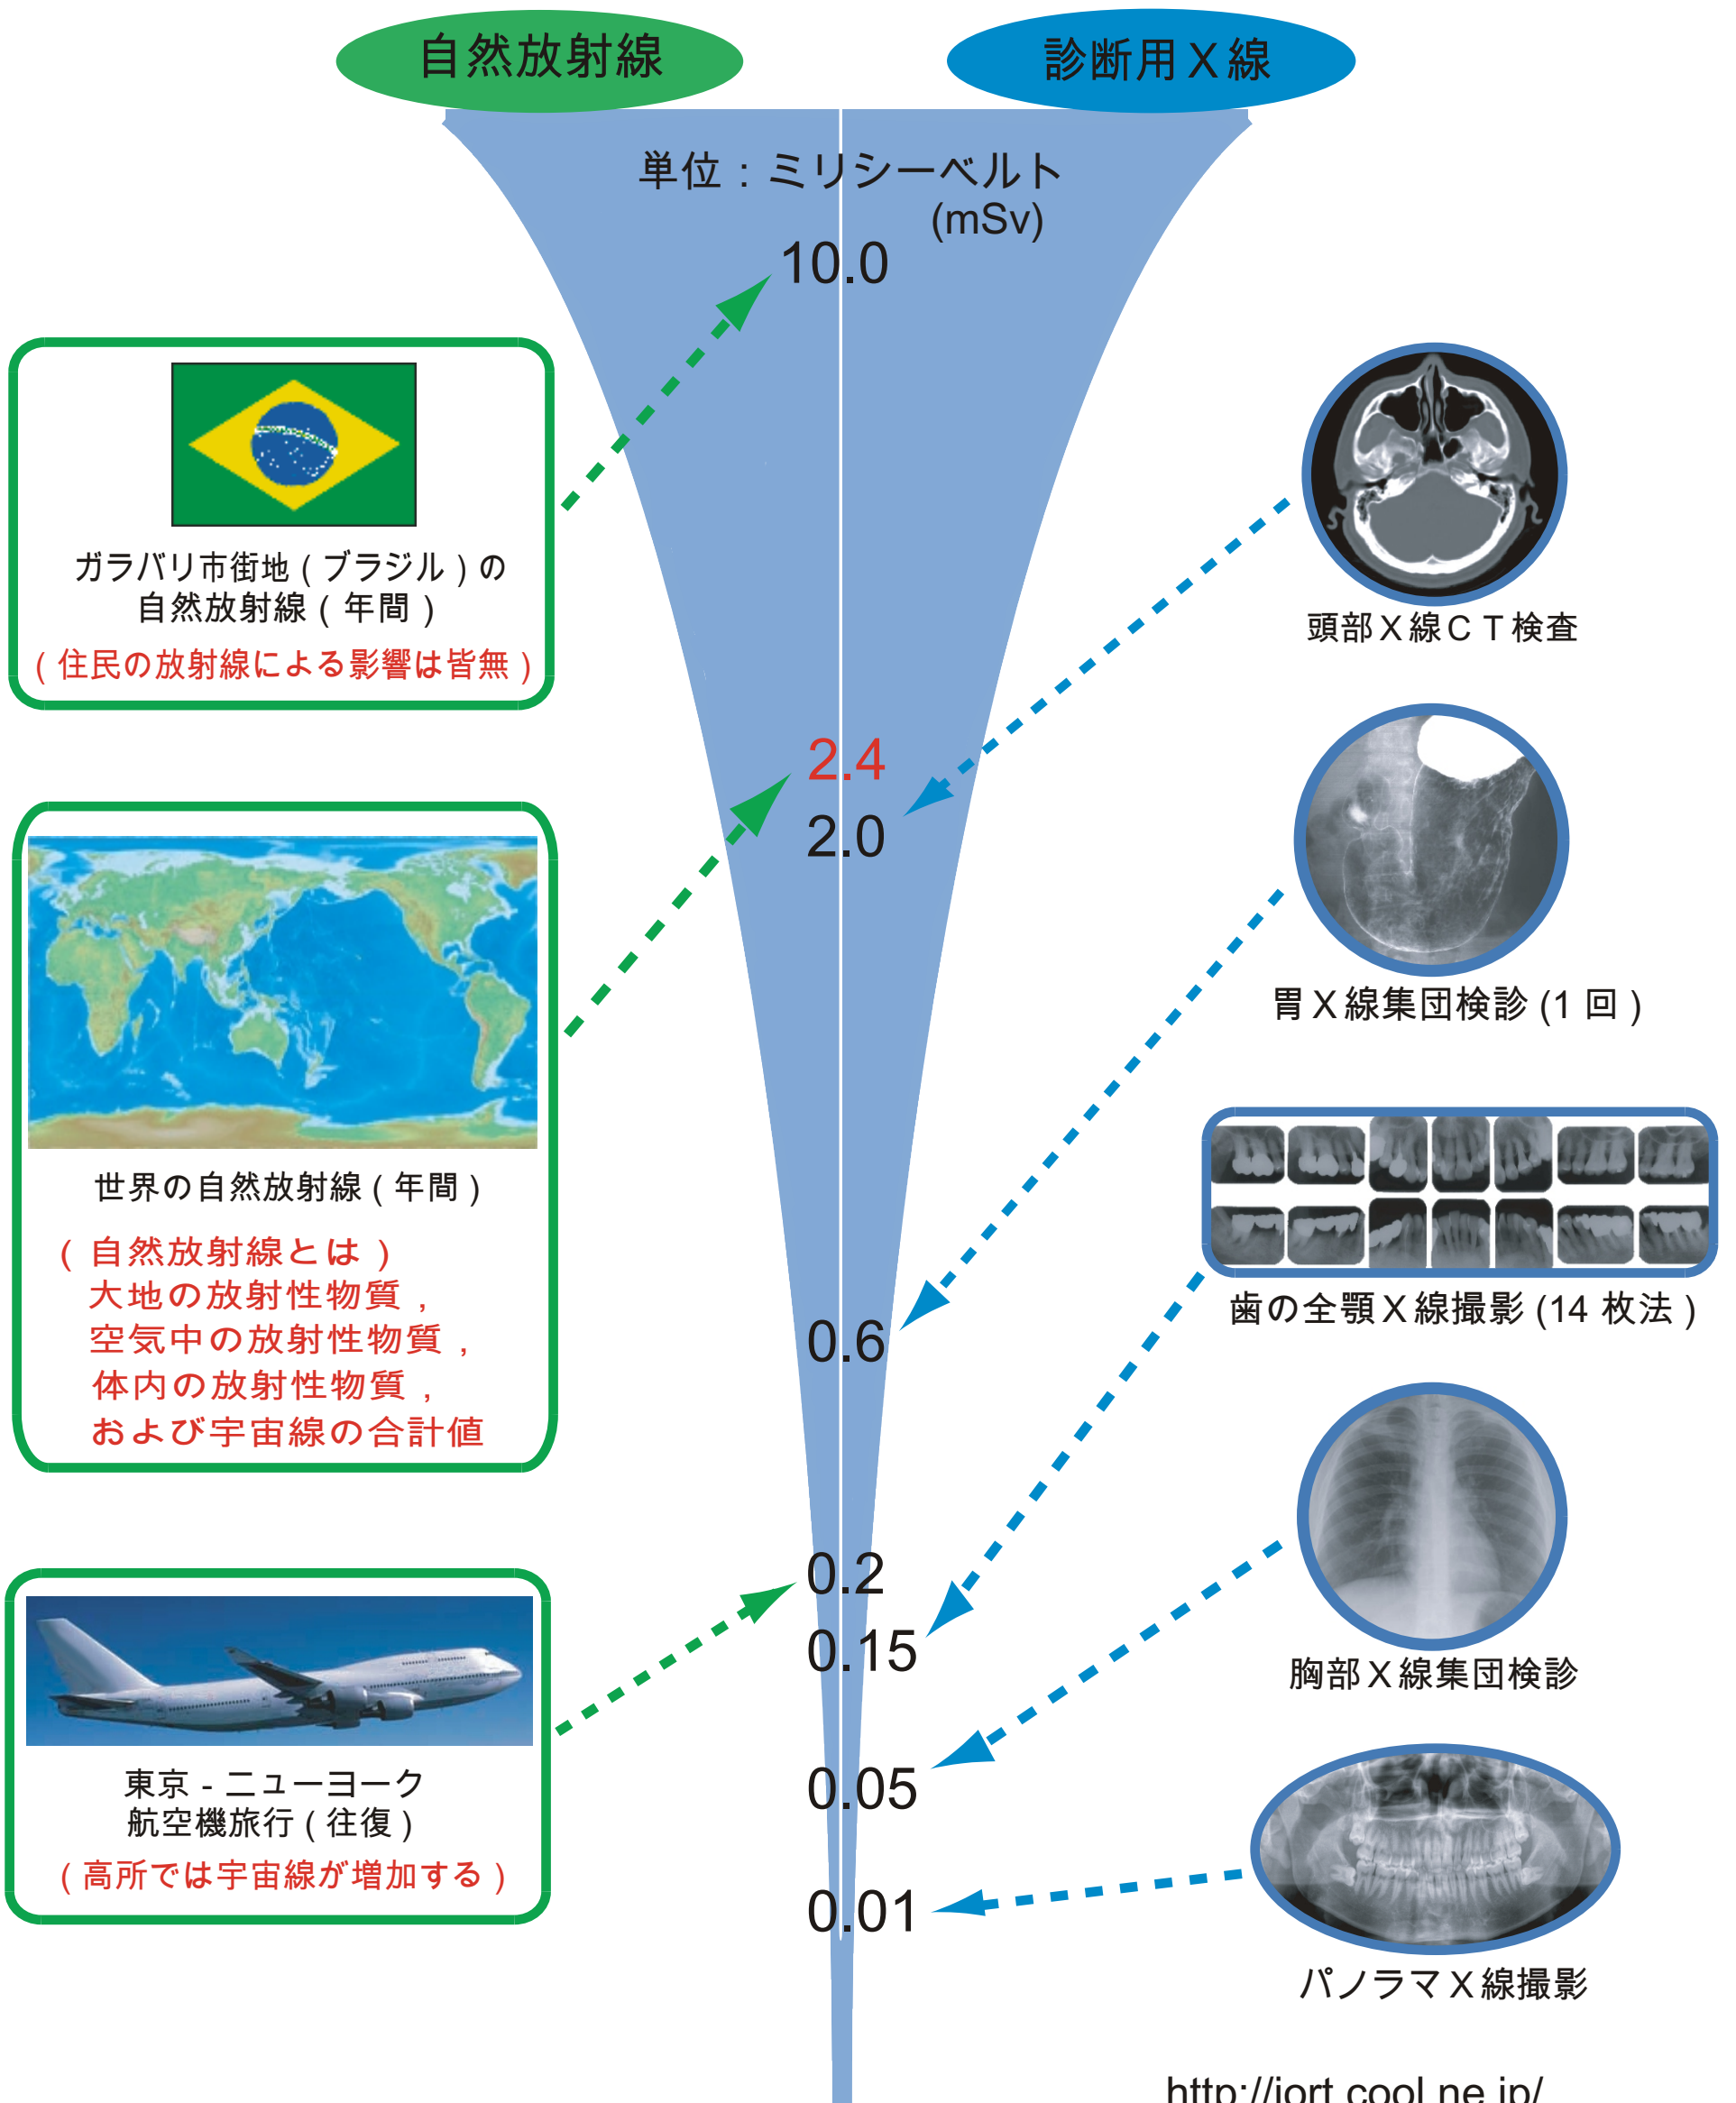 自然放射線
診断用X線
単位：ミリシーベルト
(mSv)
10.0
ガラバリ市街地(ブラジル)の
自然放射線(年間)
(住民の放射線による影響は皆無)
頭部X線CT検査
2.4
2.0
胃X線集団検診(1回)
世界の自然放射線(年間)
(自然放射線とは)
大地の放射性物質，
空気中の放射性物質，
体内の放射性物質，
および宇宙線の合計値
歯の全顎X線撮影(14枚法)
0.6
0.2
0.15
胸部X線集団検診
東京-ニューヨーク
航空機旅行(往復)
(高所では宇宙線が増加する)
0.05
0.01
パノラマX線撮影
http://iort.cool.ne.jp/